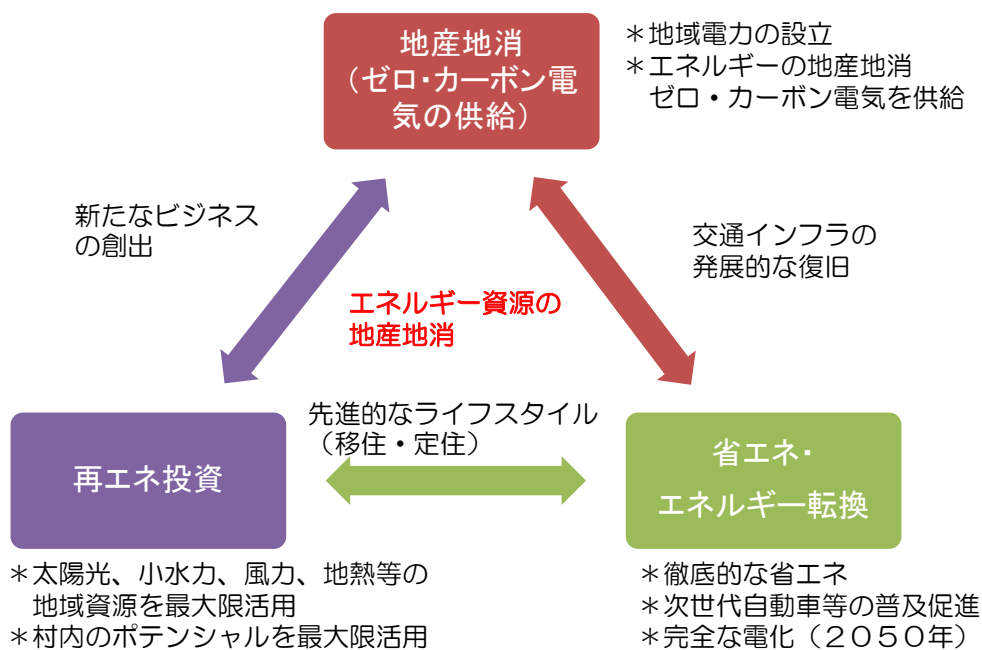 地産地消
（ゼロ・カーボン電
気の供給）
＊地域電力の設立
＊エネルギーの地産地消
ゼロ・カーボン電気を供給
新たなビジネス
の創出
交通インフラの
発展的な復旧
エネルギー資源の
地産地消
先進的なライフスタイル
（移住・定住）
再エネ投資
省エネ・
エネルギー転換
＊太陽光、小水力、風力、地熱等の
地域資源を最大限活用
＊村内のポテンシャルを最大限活用
＊徹底的な省エネ
＊次世代自動車等の普及促進
＊完全な電化（２０５０年）